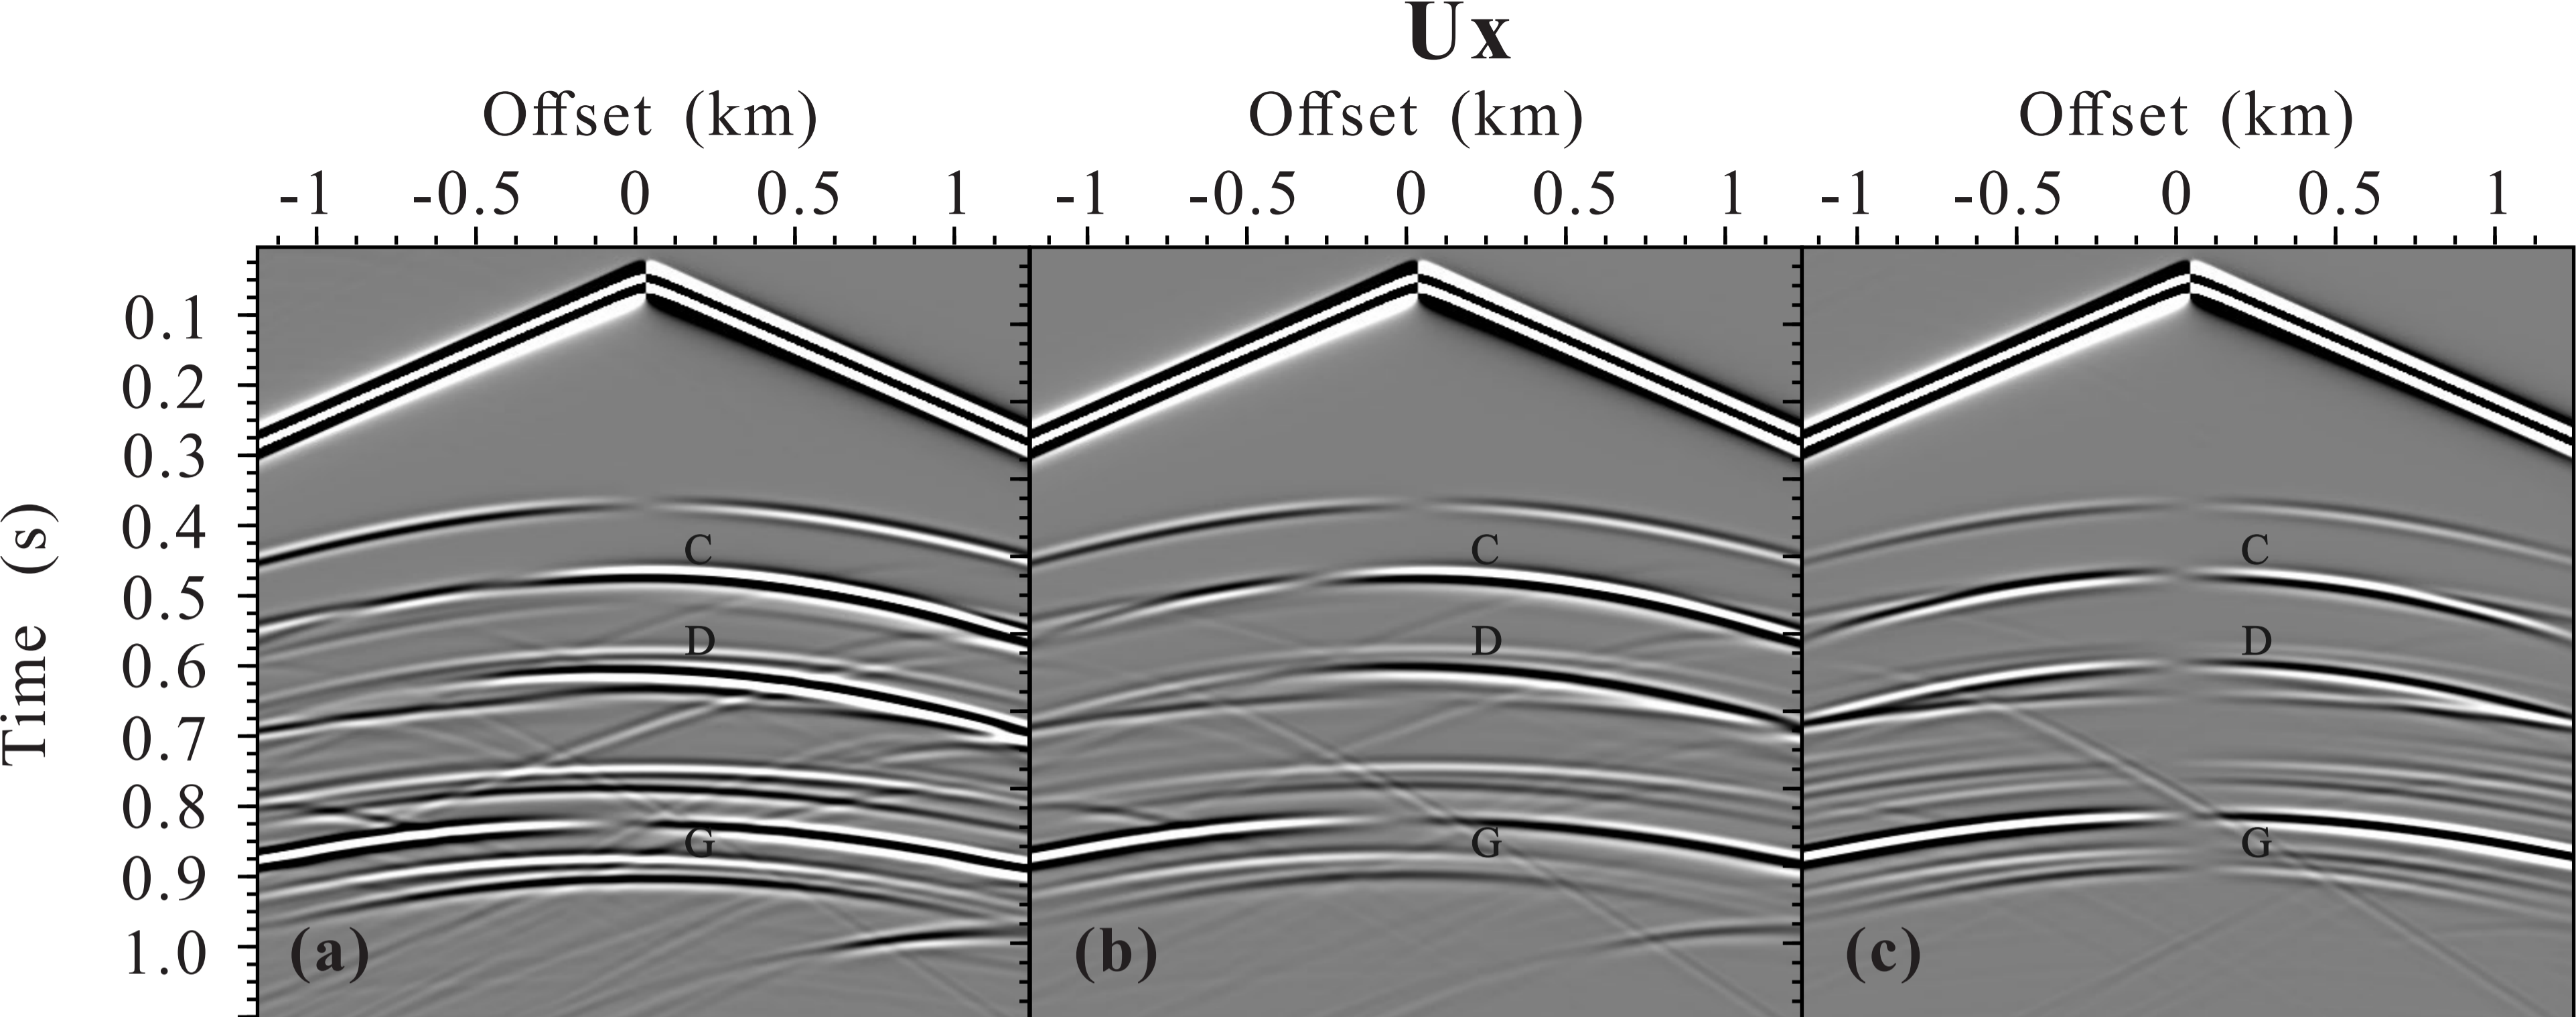 Ux
Offset (km) Offset (km) Offset (km)
-1 -0.5 0 0.5 1 -1 -0.5 0 0.5 1 -1 -0.5 0 0.5 1
0.1
0.2
0.3
0.4
C C C
0.5
D D D
0.6
0.7
0.8
G G G
0.9
1.0
(a) (b) (c)
Time (s)